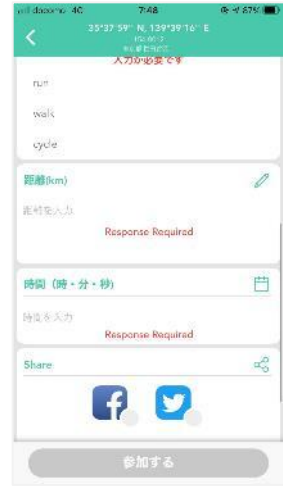 docomo 4G 7:48 87%
35°37'59" N, 139°39'16" E
入力が必要です
run
walk
cycle
距離(km)
距離を入力
Response Required
時間（時・分・秒）
時間を入力
Response Required
Share
参加する